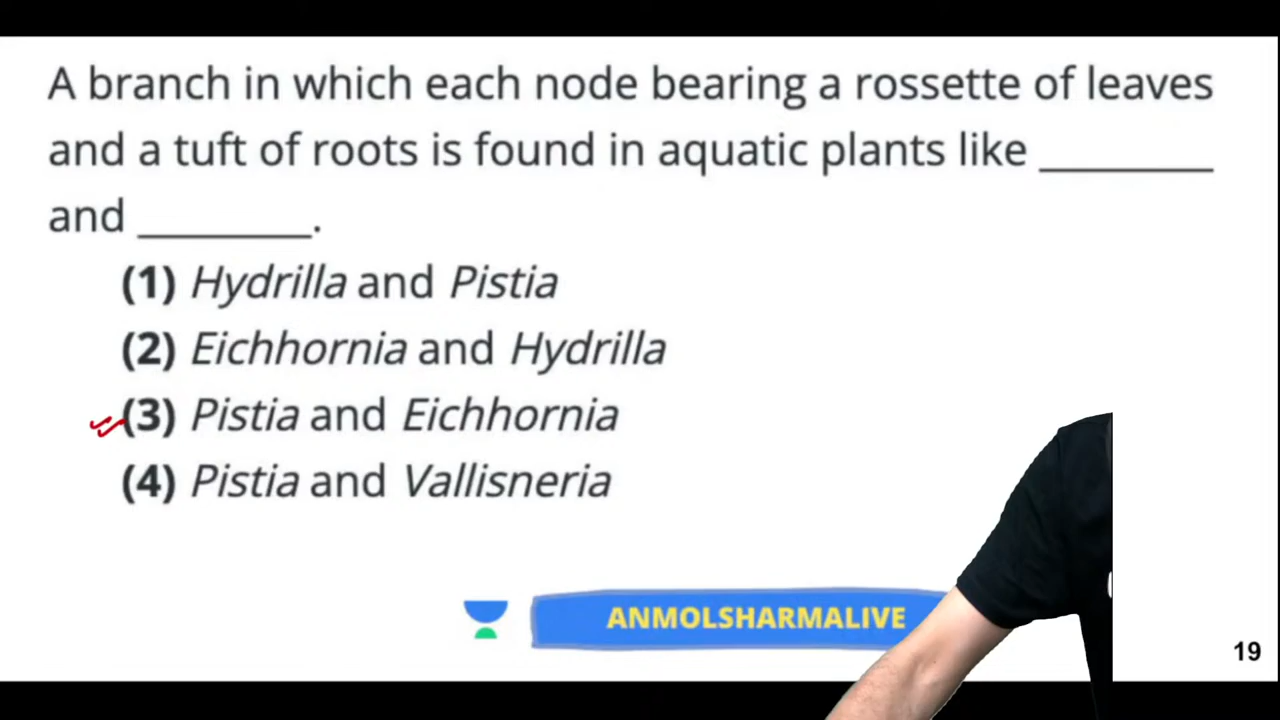 A branch in which each node bearing a rossette of leaves
and a tuft of roots is found in aquatic plants like ________
and ________.
(1) Hydrilla and Pistia
(2) Eichhornia and Hydrilla
(3) Pistia and Eichhornia
(4) Pistia and Vallisneria
ANMOLSHARMALIVE
19